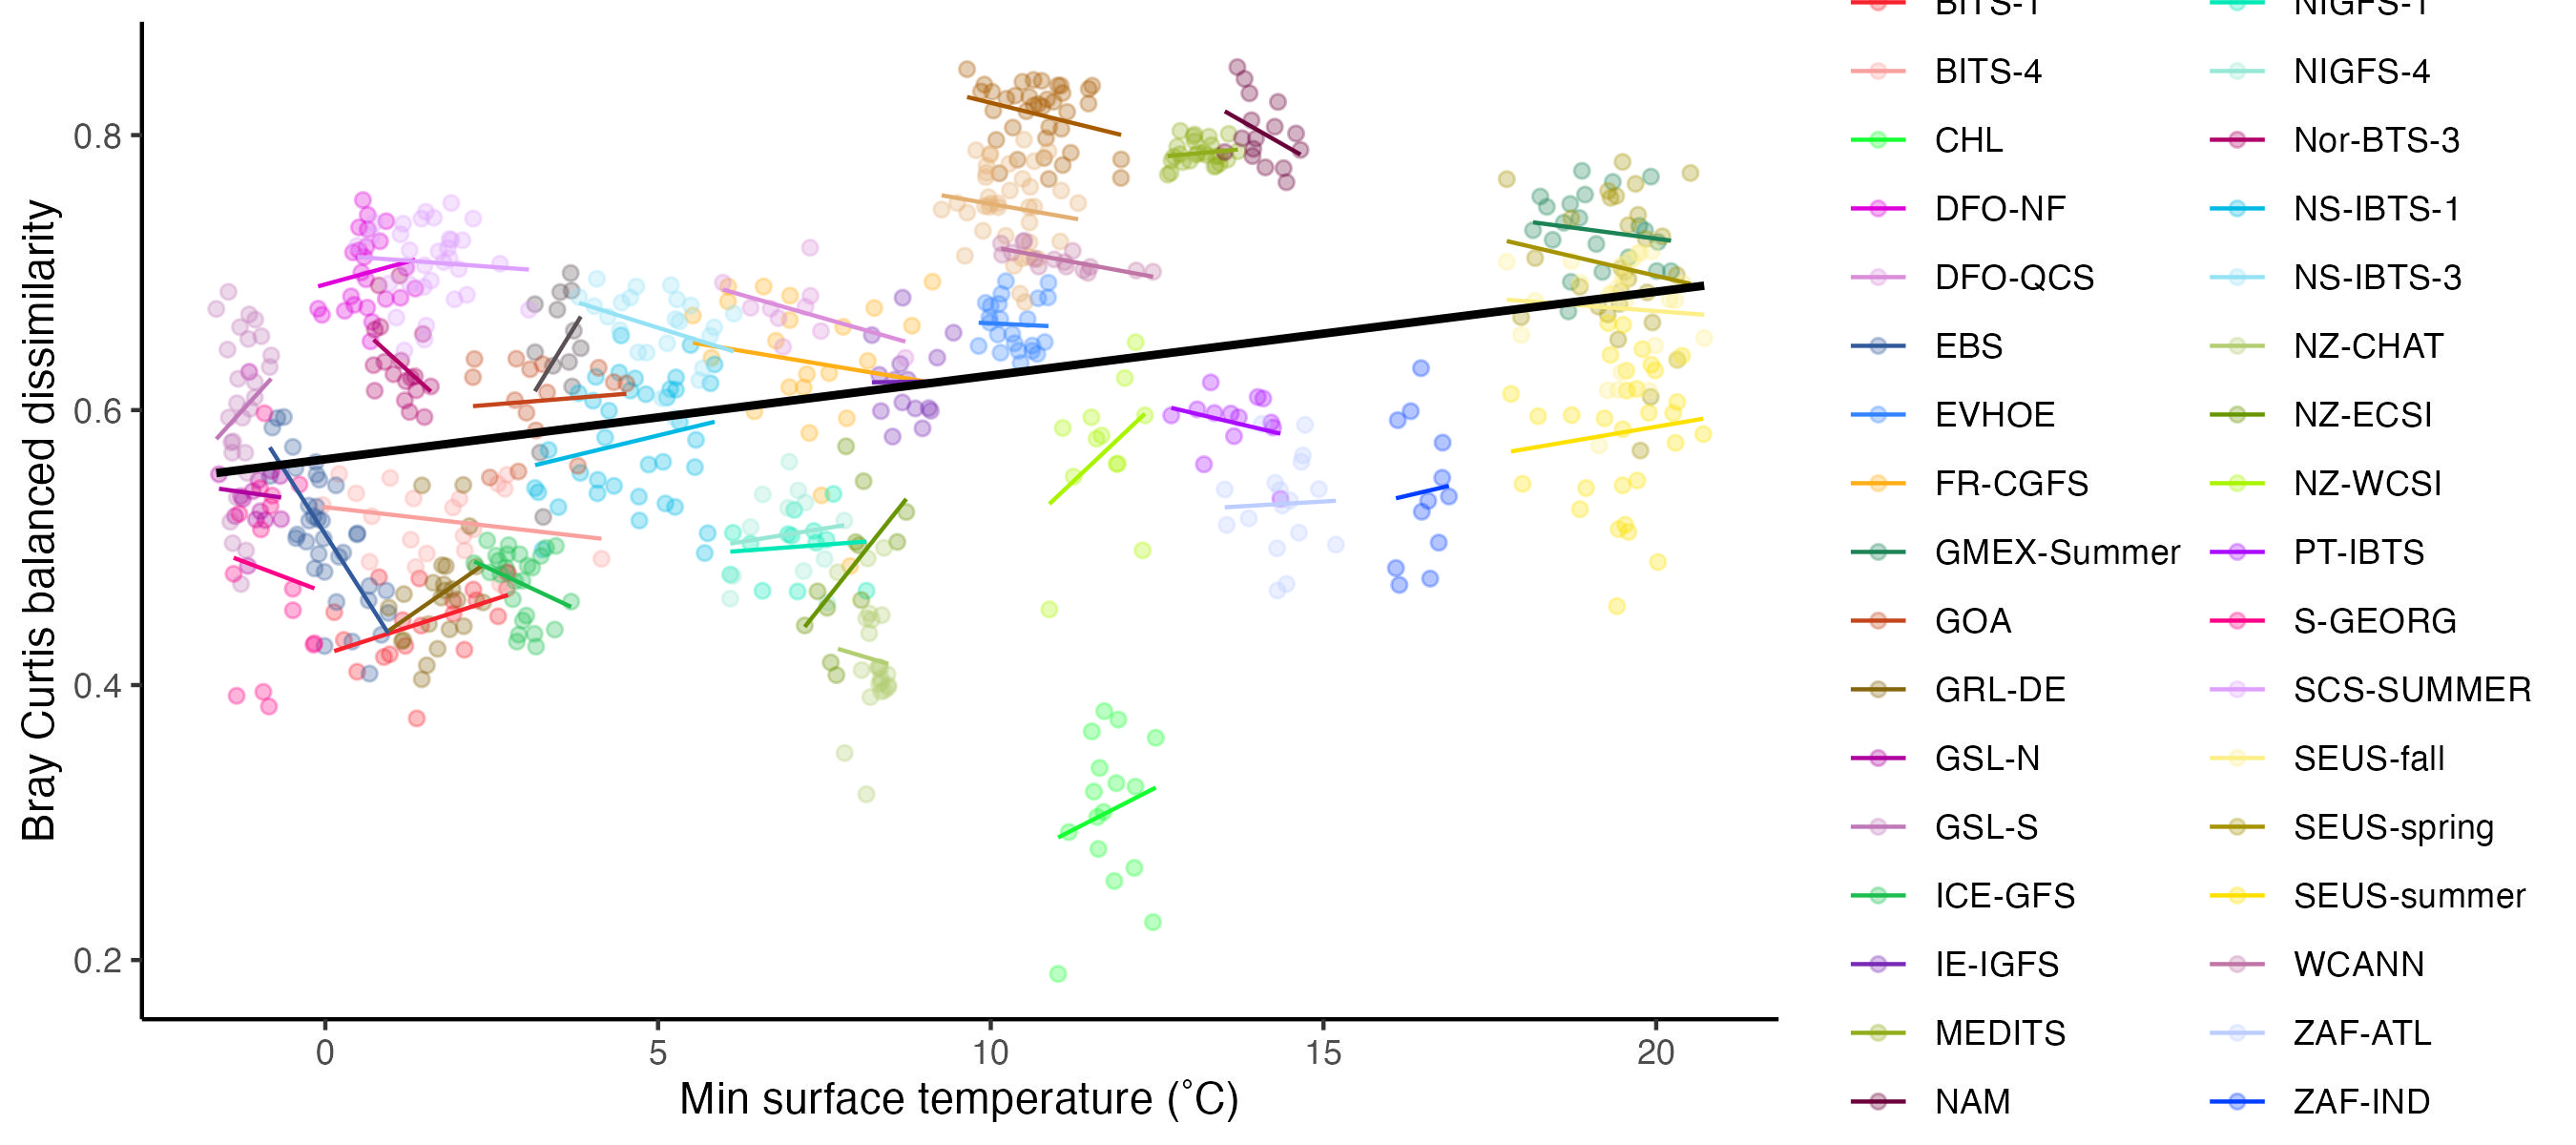 BITS-1
NIGFS-1
BITS-4
NIGFS-4
CHL
Nor-BTS-3
DFO-NF
NS-IBTS-1
DFO-QCS
NS-IBTS-3
EBS
NZ-CHAT
EVHOE
NZ-ECSI
FR-CGFS
NZ-WCSI
GMEX-Summer
PT-IBTS
GOA
S-GEORG
GRL-DE
SCS-SUMMER
GSL-N
SEUS-fall
GSL-S
SEUS-spring
ICE-GFS
SEUS-summer
IE-IGFS
WCANN
MEDITS
ZAF-ATL
NAM
ZAF-IND
Bray Curtis balanced dissimilarity
0.8
0.6
0.4
0.2
0
5
10
15
20
Min surface temperature (°C)